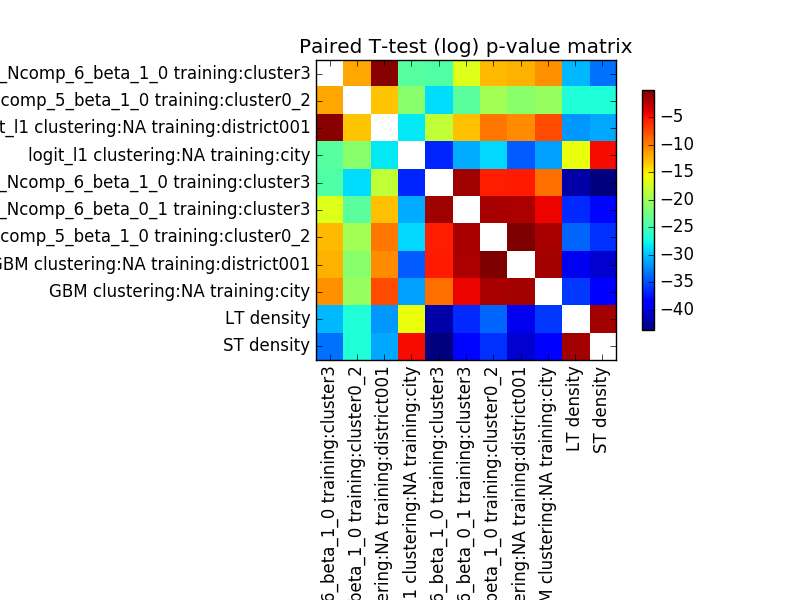 Paired T-test (log) p-value matrix
_Ncomp_6_beta_1_0 training:cluster3
comp_5_beta_1_0 training:cluster0_2
t_l1 clustering:NA training:district001
logit_l1 clustering:NA training:city
_Ncomp_6_beta_1_0 training:cluster3
_Ncomp_6_beta_0_1 training:cluster3
comp_5_beta_1_0 training:cluster0_2
GBM clustering:NA training:district001
GBM clustering:NA training:city
LT density
ST density
−5
−10
−15
−20
−25
−30
−35
−40
6_beta_1_0 training:cluster3
beta_1_0 training:cluster0_2
ering:NA training:district001
1 clustering:NA training:city
6_beta_1_0 training:cluster3
6_beta_0_1 training:cluster3
beta_1_0 training:cluster0_2
ering:NA training:district001
M clustering:NA training:city
LT density
ST density